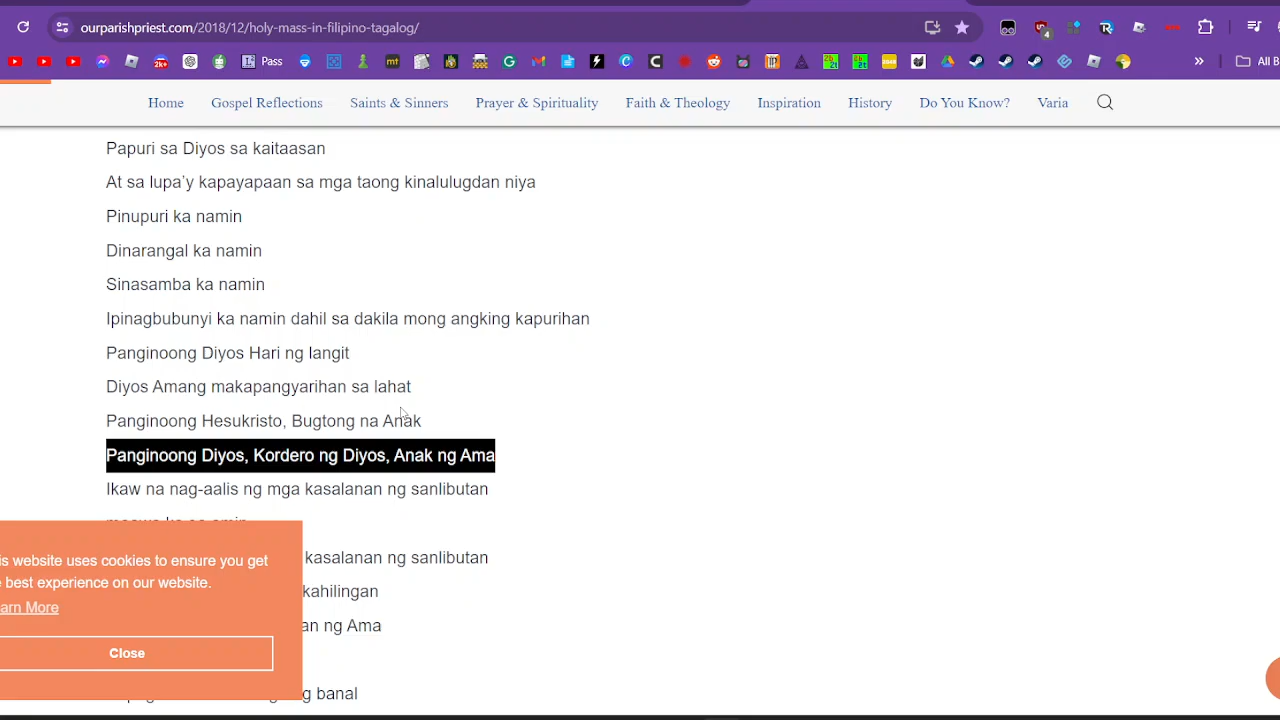 ourparishpriest.com/2018/12/holy-mass-in-filipino-tagalog/
Pass
All B
Home Gospel Reflections Saints & Sinners Prayer & Spirituality Faith & Theology Inspiration History Do You Know? Varia
Papuri sa Diyos sa kaitaasan
At sa lupa’y kapayapaan sa mga taong kinalulugdan niya
Pinupuri ka namin
Dinarangal ka namin
Sinasamba ka namin
Ipinagbubunyi ka namin dahil sa dakila mong angking kapurihan
Panginoong Diyos Hari ng langit
Diyos Amang makapangyarihan sa lahat
Panginoong Hesukristo, Bugtong na Anak
Panginoong Diyos, Kordero ng Diyos, Anak ng Ama
Ikaw na nag-aalis ng mga kasalanan ng sanlibutan
kasalanan ng sanlibutan
kahilingan
an ng Ama
g banal
is website uses cookies to ensure you get
e best experience on our website.
arn More
Close